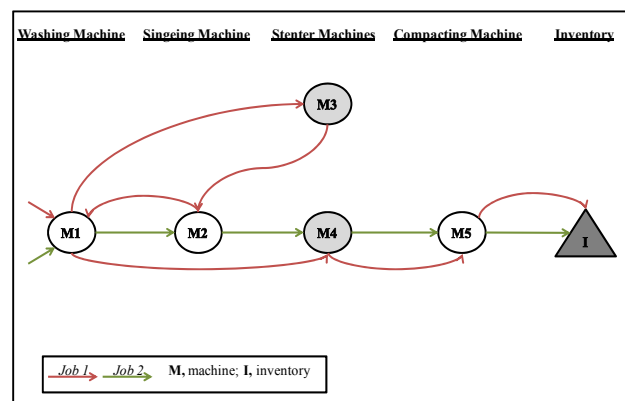 Washing Machine Singeing Machine Stenter Machines Compacting Machine Inventory
M3
M1 M2 M4 M5 I
Job 1 Job 2 M, machine; I, inventory